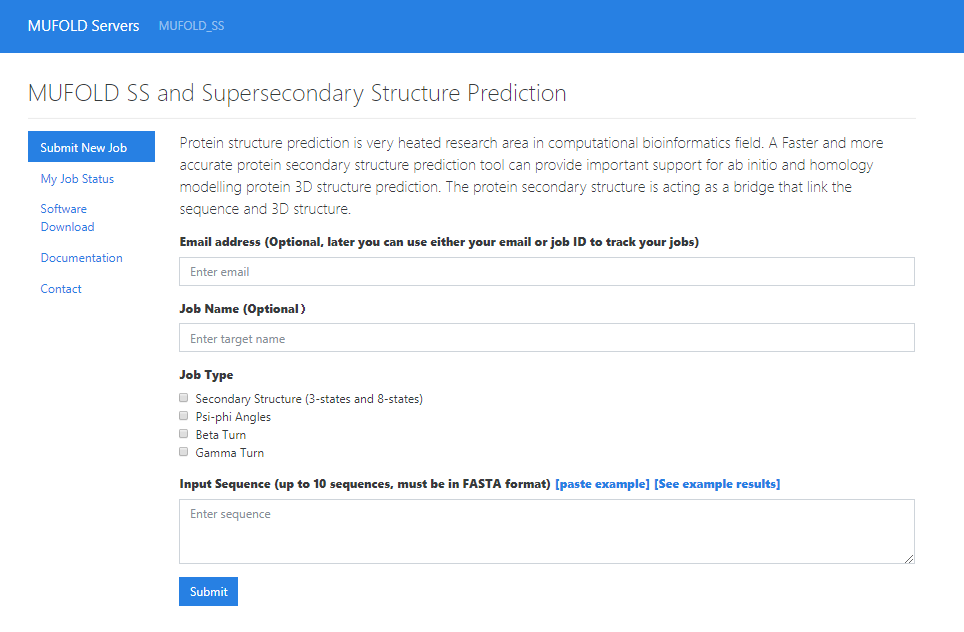 MUFOLD Servers MUFOLD_SS
MUFOLD SS and Supersecondary Structure Prediction
Submit New Job
My Job Status
Software
Download
Documentation
Contact
Protein structure prediction is very heated research area in computational bioinformatics field. A Faster and more
accurate protein secondary structure prediction tool can provide important support for ab initio and homology
modelling protein 3D structure prediction. The protein secondary structure is acting as a bridge that link the
sequence and 3D structure.
Email address (Optional, later you can use either your email or job ID to track your jobs)
Enter email
Job Name (Optional)
Enter target name
Job Type
Secondary Structure (3-states and 8-states)
Psi-phi Angles
Beta Turn
Gamma Turn
Input Sequence (up to 10 sequences, must be in FASTA format) [paste example] [See example results]
Enter sequence
Submit